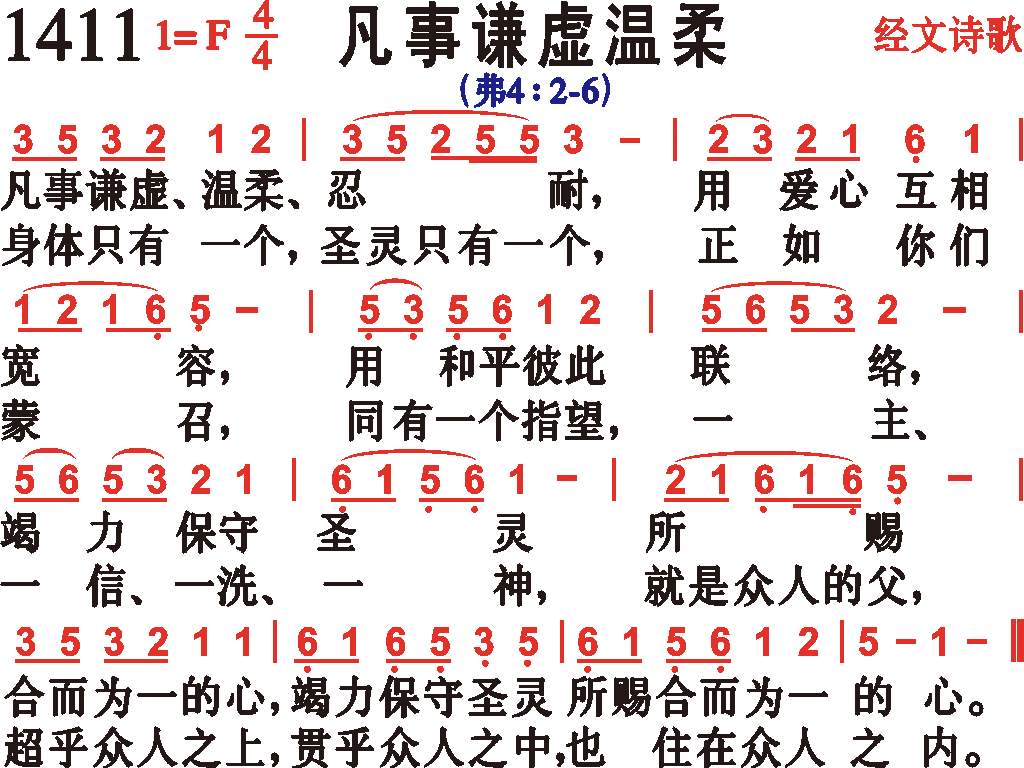 1411 1=F 4/4 凡事谦虚温柔 经文诗歌
(弗4：2-6)
3 5 3 2 1 2 | 3 5 2 5 5 3 - | 2 3 2 1 6 1 |
凡事谦虚、温柔、忍 耐， 用 爱心 互相
身体只有 一个，圣灵只有一个， 正 如 你们
1 2 1 6 5 - | 5 3 5 6 1 2 | 5 6 5 3 2 - |
宽 容， 用 和平彼此 联 络，
蒙 召， 同有一个指望， 一 主、
5 6 5 3 2 1 | 6 1 5 6 1 - | 2 1 6 1 6 5 -
竭 力 保守 圣 灵 所 赐
一 信、一洗、一 神， 就是众人的父，
3 5 3 2 1 1 | 6 1 6 5 3 5 | 6 1 5 6 1 2 | 5 - 1 - ‖
合而为一的心，竭力保守圣灵 所赐合而为一 的 心。
超乎众人之上，贯乎众人之中，也 住在众人 之 内。